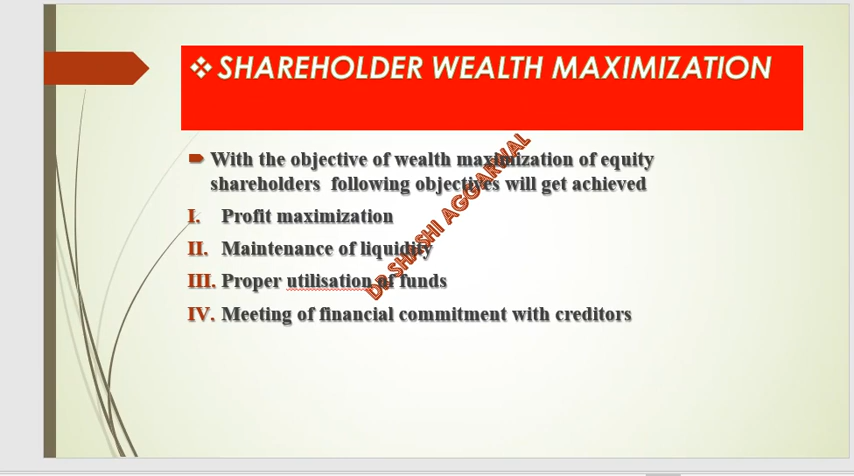 ❖ SHAREHOLDER WEALTH MAXIMIZATION
With the objective of wealth maximization of equity
shareholders following objectives will get achieved
I. Profit maximization
II. Maintenance of liquidity
III. Proper utilisation of funds
IV. Meeting of financial commitment with creditors
DR SHASHI AGGARWAL